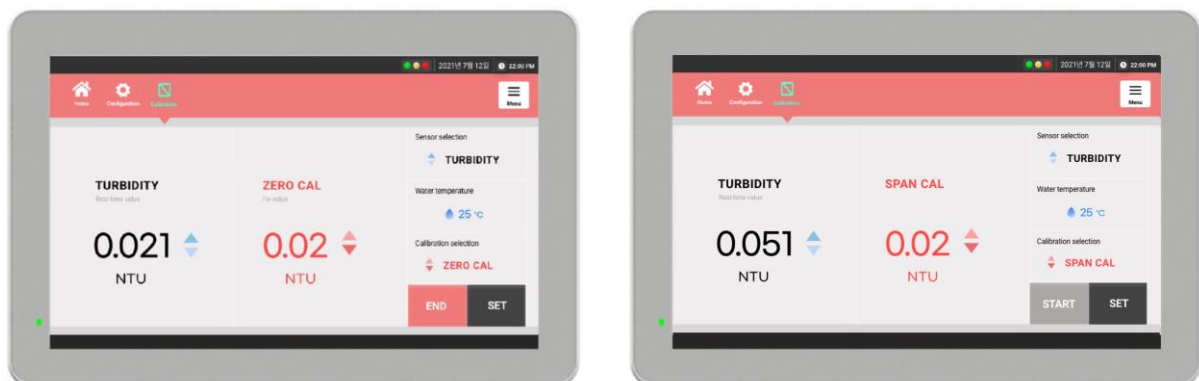 2021년 7월 12일 22:00 PM
Home Configuration Calibration Menu
Sensor selection
TURBIDITY
TURBIDITY
Real time value
ZERO CAL
Fix value
Water temperature
25 °C
0.021
0.02
NTU
NTU
Calibration selection
ZERO CAL
END SET
2021년 7월 12일 22:00 PM
Home Configuration Calibration Menu
Sensor selection
TURBIDITY
TURBIDITY
Real time value
SPAN CAL
Water temperature
25 °C
0.051
0.02
NTU
NTU
Calibration selection
SPAN CAL
START SET